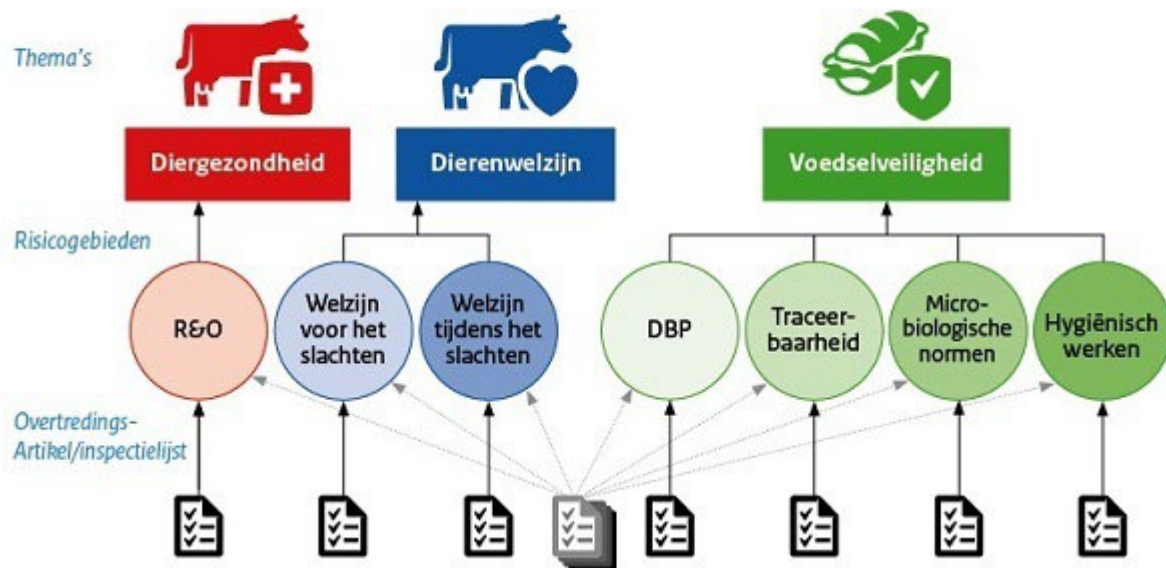 Thema's
Diergezondheid
Dierenwelzijn
Voedselveiligheid
Risicogebieden
R&O
Welzijn
voor het
slachten
Welzijn
tijdens het
slachten
DBP
Traceer-
baarheid
Micro-
biologische
normen
Hygiënisch
werken
Overtredings-
Artikel/inspectielijst